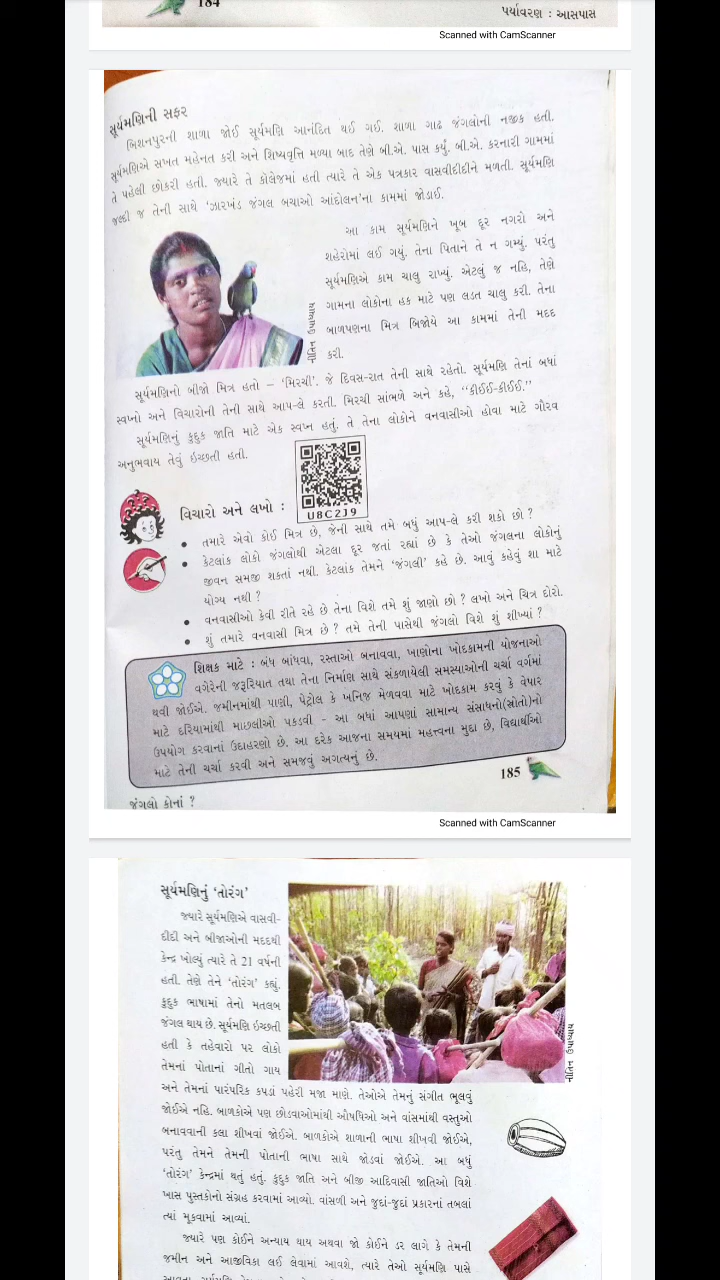 184
પર્યાવરણ : આસપાસ
Scanned with CamScanner
સૂર્યમણિની સફર
બિશનપુરની શાળા જોઈ સૂર્યમણિ આનંદિત થઈ ગઈ. શાળા ગાઢ જંગલોની નજીક હતી.
સૂર્યમણિએ સખત મહેનત કરી અને શિષ્યવૃત્તિ મળ્યા બાદ તેણે બી.એ. પાસ કર્યું. બી.એ. કરનારી ગામમાં
તે પહેલી છોકરી હતી. જ્યારે તે કૉલેજમાં હતી ત્યારે તે એક પત્રકાર વાસવીદીદીને મળતી. સૂર્યમણિ
જલ્દી જ તેની સાથે ‘ઝારખંડ જંગલ બચાઓ આંદોલન’ના કામમાં જોડાઈ.
આ કામ સૂર્યમણિને ખૂબ દૂર નગરો અને
શહેરોમાં લઈ ગયું. તેના પિતાને તે ન ગમ્યું. પરંતુ
સૂર્યમણિએ કામ ચાલુ રાખ્યું. એટલું જ નહિ, તેણે
ગામના લોકોના હક માટે પણ લડત ચાલુ કરી. તેના
બાળપણના મિત્ર બિજોયે આ કામમાં તેની મદદ
કરી.
નીતિન ઉપાધ્યાય
સૂર્યમણિનો બીજો મિત્ર હતો – ‘મિરચી’. જે દિવસ-રાત તેની સાથે રહેતો. સૂર્યમણિ તેનાં બધાં
સ્વપ્નો અને વિચારોની તેની સાથે આપ-લે કરતી. મિરચી સાંભળે અને કહે, ‘‘કીઈઈ-કીઈઈ.’’
સૂર્યમણિનું કુદુક જાતિ માટે એક સ્વપ્ન હતું. તે તેના લોકોને વનવાસીઓ હોવા માટે ગૌરવ
અનુભવાય તેવું ઇચ્છતી હતી.
U8C2J9
વિચારો અને લખો :
• તમારે એવો કોઈ મિત્ર છે, જેની સાથે તમે બધું આપ-લે કરી શકો છો ?
• કેટલાંક લોકો જંગલોથી એટલા દૂર જતાં રહ્યાં છે કે તેઓ જંગલના લોકોનું
જીવન સમજી શકતાં નથી. કેટલાંક તેમને ‘જંગલી’ કહે છે. આવું કહેવું શા માટે
યોગ્ય નથી ?
• વનવાસીઓ કેવી રીતે રહે છે તેના વિશે તમે શું જાણો છો ? લખો અને ચિત્ર દોરો.
• શું તમારે વનવાસી મિત્ર છે ? તમે તેની પાસેથી જંગલો વિશે શું શીખ્યાં ?
શિક્ષક માટે : બંધ બાંધવા, રસ્તાઓ બનાવવા, ખાણોના ખોદકામની યોજનાઓ
વગેરેની જરૂરિયાત તથા તેના નિર્માણ સાથે સંકળાયેલી સમસ્યાઓની ચર્ચા વર્ગમાં
થવી જોઈએ. જમીનમાંથી પાણી, પેટ્રોલ કે ખનિજ મેળવવા માટે ખોદકામ કરવું કે વેપાર
માટે દરિયામાંથી માછલીઓ પકડવી – આ બધાં આપણાં સામાન્ય સંસાધનો(સ્રોતો)નો
ઉપયોગ કરવાનાં ઉદાહરણો છે. આ દરેક આજના સમયમાં મહત્ત્વના મુદ્દા છે, વિદ્યાર્થીઓ
માટે તેની ચર્ચા કરવી અને સમજવું અગત્યનું છે.
185
જંગલો કોનાં ?
Scanned with CamScanner
સૂર્યમણિનું ‘તોરંગ’
જ્યારે સૂર્યમણિએ વાસવી-
દીદી અને બીજાઓની મદદથી
કેન્દ્ર ખોલ્યું ત્યારે તે 21 વર્ષની
હતી. તેણે તેને ‘તોરંગ’ કહ્યું.
કુદુક ભાષામાં તેનો મતલબ
જંગલ થાય છે. સૂર્યમણિ ઇચ્છતી
હતી કે તહેવારો પર લોકો
તેમનાં પોતાનાં ગીતો ગાય
નીતિન ઉપાધ્યાય
અને તેમનાં પારંપરિક કપડાં પહેરી મજા માણે. તેઓએ તેમનું સંગીત ભૂલવું
જોઈએ નહિ. બાળકોએ પણ છોડવાઓમાંથી ઔષધિઓ અને વાંસમાંથી વસ્તુઓ
બનાવવાની કલા શીખવાં જોઈએ. બાળકોએ શાળાની ભાષા શીખવી જોઈએ,
પરંતુ તેમને તેમની પોતાની ભાષા સાથે જોડવાં જોઈએ. આ બધું
‘તોરંગ’ કેન્દ્રમાં થતું હતું. કુદુક જાતિ અને બીજી આદિવાસી જાતિઓ વિશે
ખાસ પુસ્તકોનો સંગ્રહ કરવામાં આવ્યો. વાંસળી અને જુદાં-જુદાં પ્રકારનાં તબલાં
ત્યાં મૂકવામાં આવ્યાં.
જ્યારે પણ કોઈને અન્યાય થાય અથવા જો કોઈને ડર લાગે કે તેમની
જમીન અને આજીવિકા લઈ લેવામાં આવશે, ત્યારે તેઓ સૂર્યમણિ પાસે